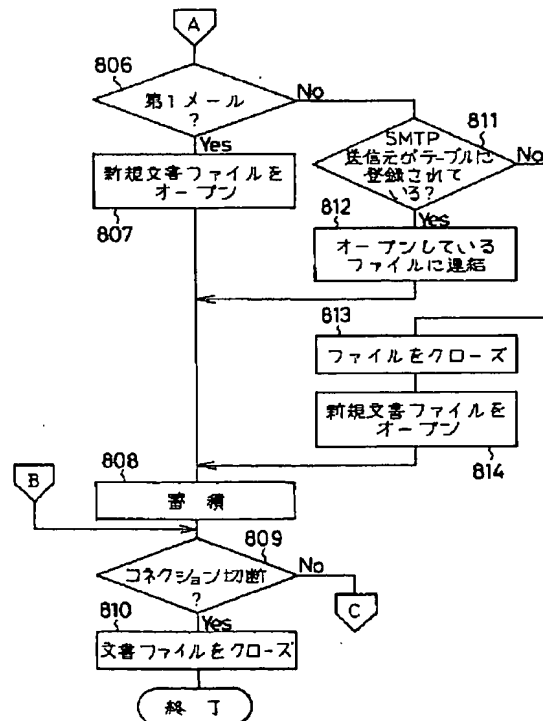 A
806
第1メール
?
No
Yes
811
SMTP
送信元がテーブルに
登録されて
いる?
No
Yes
新規文書ファイルを
オープン
807
812
オープンしている
ファイルに連結
813
ファイルをクローズ
新規文書ファイルを
オープン
814
B
808
蓄積
809
コネクション切断
?
No
C
Yes
810
文書ファイルをクローズ
終了